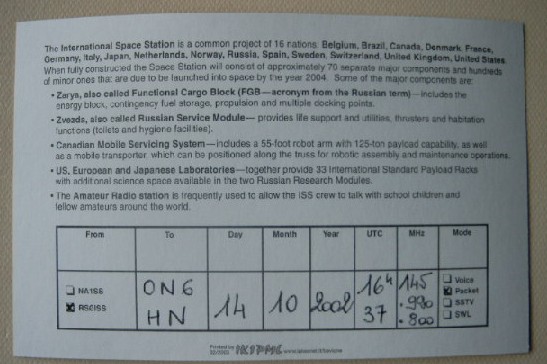 The International Space Station is a common project of 16 nations: Belgium, Brazil, Canada, Denmark, France,
Germany, Italy, Japan, Netherlands, Norway, Russia, Spain, Sweden, Switzerland, United Kingdom, United States.
When fully constructed the Space Station will consist of approximately 70 separate major components and hundreds
of minor ones that are due to be launched into space by the year 2004. Some of the major components are:
• Zarya, also called Functional Cargo Block (FGB—acronym from the Russian term)—includes the
energy block, contingency fuel storage, propulsion and multiple docking points.
• Zvezda, also called Russian Service Module—provides life support and utilities, thrusters and habitation
functions (toilets and hygiene facilities).
• Canadian Mobile Servicing System—includes a 55-foot robot arm with 125-ton payload capability, as well
as a mobile transporter which can be positioned along the truss for robotic assembly and maintenance operations.
• US, European and Japanese Laboratories—together provide 33 International Standard Payload Racks
with additional science space available in the two Russian Research Modules.
• The Amateur Radio station is frequently used to allow the ISS crew to talk with school children and
fellow amateurs around the world.
From To Day Month Year UTC MHz Mode
NA1SS
RS0ISS
ON6
HN
14
10
2002
16h
37
145
.990
.800
Voice
Packet
SSTV
SWL
Printed by